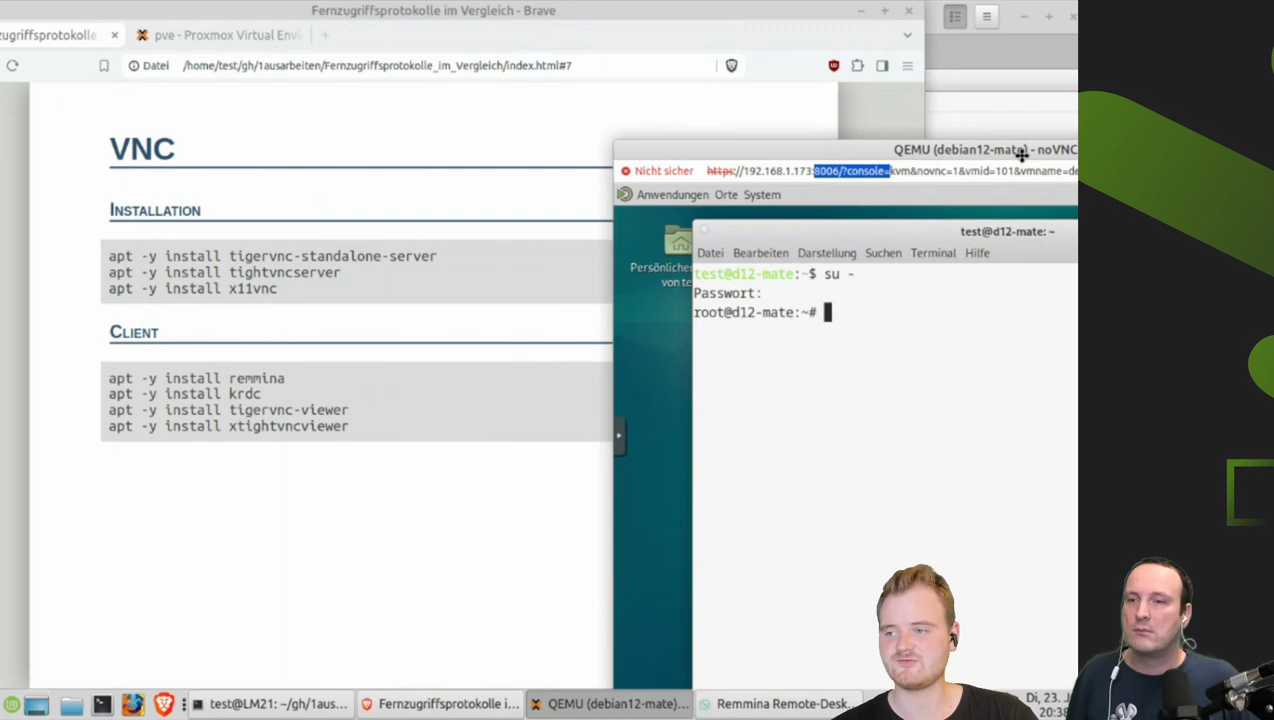 Fernzugriffsprotokolle im Vergleich - Brave
zugriffsprotokolle
pve - Proxmox Virtual Envi
Datei /home/test/gh/1ausarbeiten/Fernzugriffsprotokolle_im_Vergleich/index.html#7
VNC
INSTALLATION
apt -y install tigervnc-standalone-server
apt -y install tightvncserver
apt -y install x11vnc
CLIENT
apt -y install remmina
apt -y install krdc
apt -y install tigervnc-viewer
apt -y install xtightvncviewer
QEMU (debian12-mate) - noVNC
Nicht sicher https://192.168.1.173:8006/?console=kvm&novnc=1&vmid=101&vmname=de
Anwendungen Orte System
Persönlicher
von te
test@d12-mate: ~
Datei Bearbeiten Darstellung Suchen Terminal Hilfe
test@d12-mate:~$ su -
Passwort:
root@d12-mate:~#
test@LM21: ~/gh/1aus...
Fernzugriffsprotokolle i...
QEMU (debian12-mate)...
Remmina Remote-Desk...
Di, 23. J
20:38